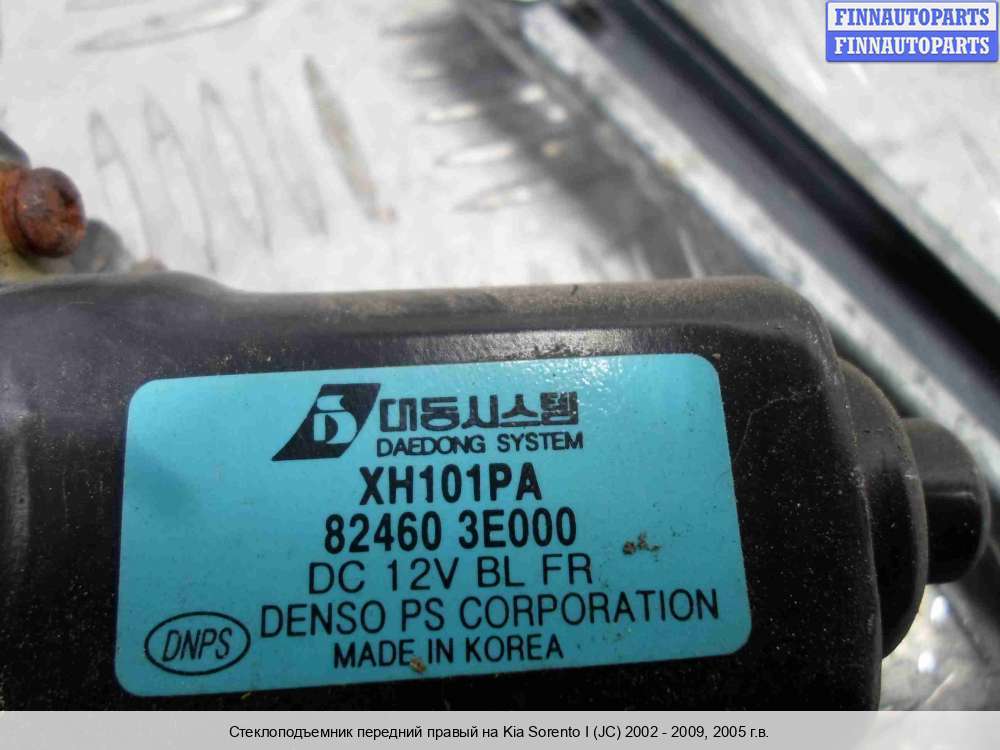 FINNAUTOPARTS
FINNAUTOPARTS
대동시스템
DAEDONG SYSTEM
XH101PA
82460 3E000
DC 12V BL FR
DENSO PS CORPORATION
DNPS
MADE IN KOREA
Стеклоподъемник передний правый на Kia Sorento I (JC) 2002 - 2009, 2005 г.в.